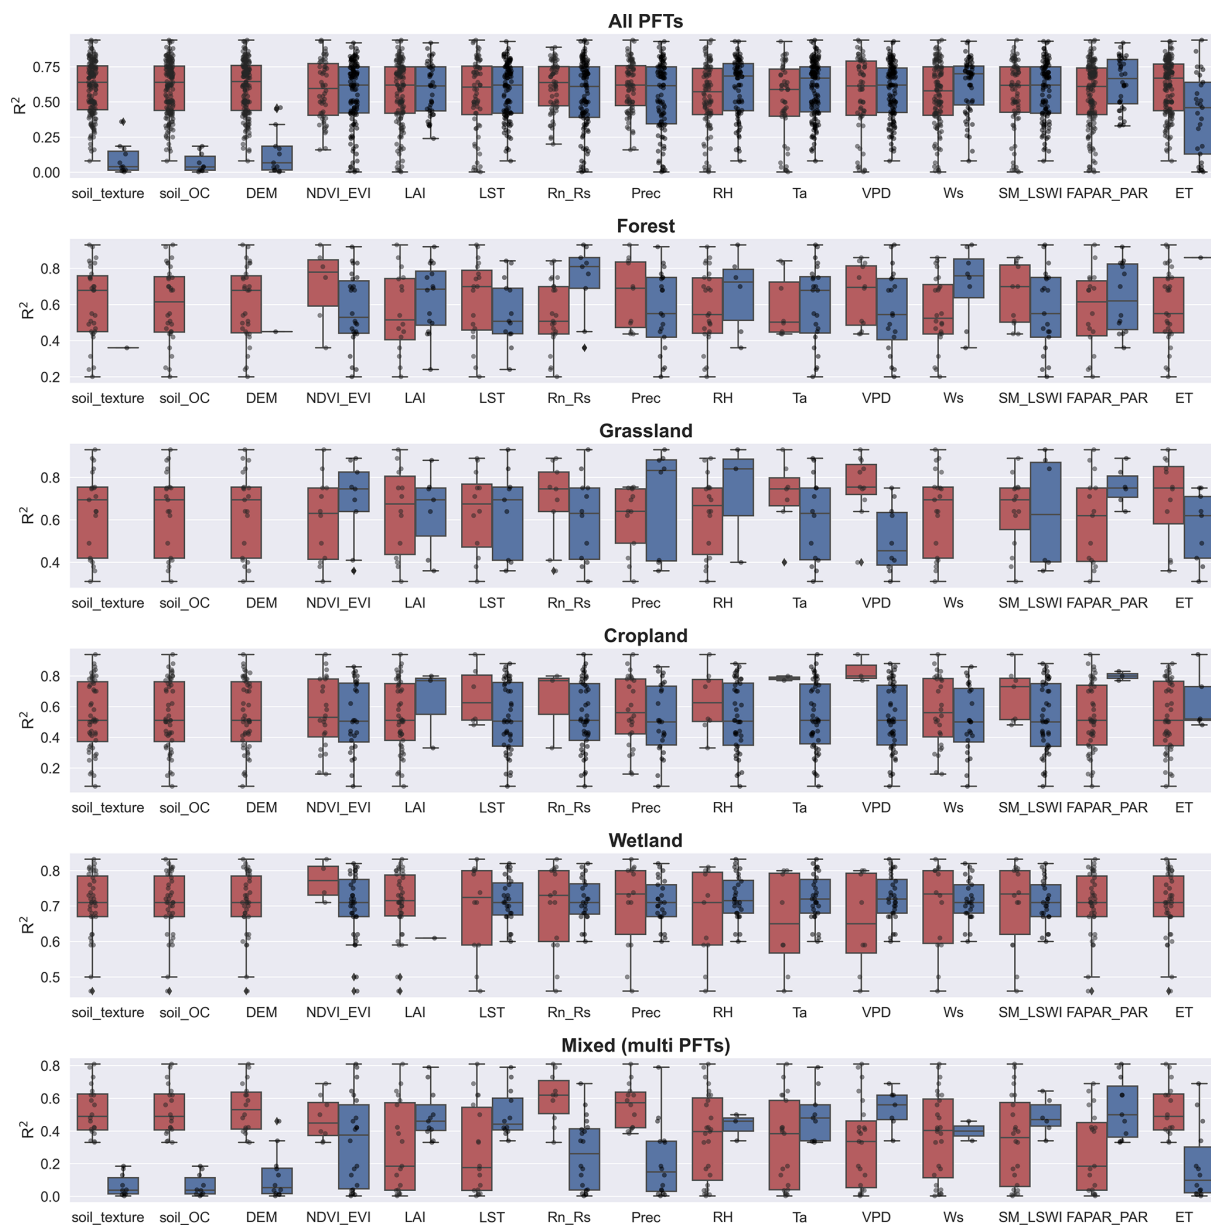 All PFTs
R²
0.75
0.50
0.25
0.00
soil_texture soil_OC DEM NDVI_EVI LAI LST Rn_Rs Prec RH Ta VPD Ws SM_LSWI FAPAR_PAR ET
Forest
R²
0.8
0.6
0.4
0.2
soil_texture soil_OC DEM NDVI_EVI LAI LST Rn_Rs Prec RH Ta VPD Ws SM_LSWI FAPAR_PAR ET
Grassland
R²
0.8
0.6
0.4
soil_texture soil_OC DEM NDVI_EVI LAI LST Rn_Rs Prec RH Ta VPD Ws SM_LSWI FAPAR_PAR ET
Cropland
R²
0.8
0.6
0.4
0.2
soil_texture soil_OC DEM NDVI_EVI LAI LST Rn_Rs Prec RH Ta VPD Ws SM_LSWI FAPAR_PAR ET
Wetland
R²
0.8
0.7
0.6
0.5
soil_texture soil_OC DEM NDVI_EVI LAI LST Rn_Rs Prec RH Ta VPD Ws SM_LSWI FAPAR_PAR ET
Mixed (multi PFTs)
R²
0.8
0.6
0.4
0.2
0.0
soil_texture soil_OC DEM NDVI_EVI LAI LST Rn_Rs Prec RH Ta VPD Ws SM_LSWI FAPAR_PAR ET